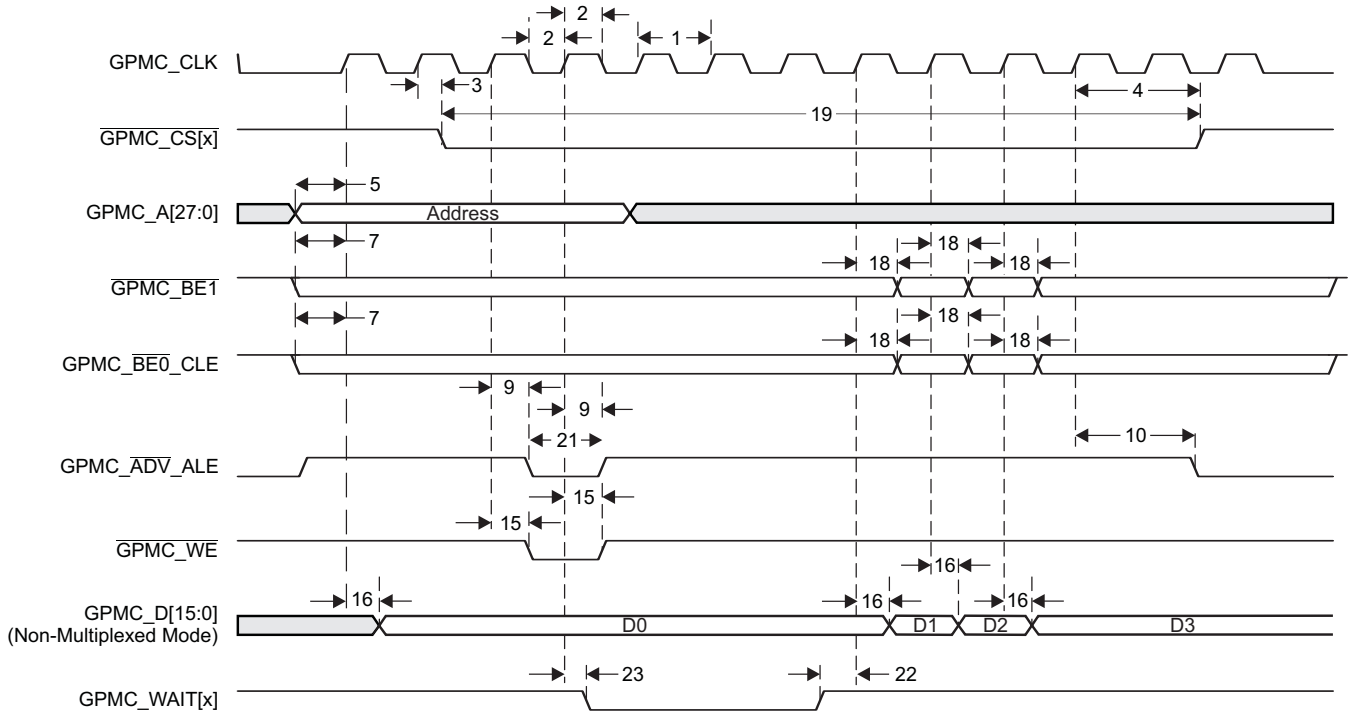 2
2
1
GPMC_CLK
3
4
19
GPMC_CS[x]
5
GPMC_A[27:0]
Address
7
18
18
18
GPMC_BE1
7
18
18
18
GPMC_BE0_CLE
9
9
21
10
GPMC_ADV_ALE
15
15
GPMC_WE
16
GPMC_D[15:0]
16
16
16
(Non-Multiplexed Mode)
D0
D1
D2
D3
23
22
GPMC_WAIT[x]